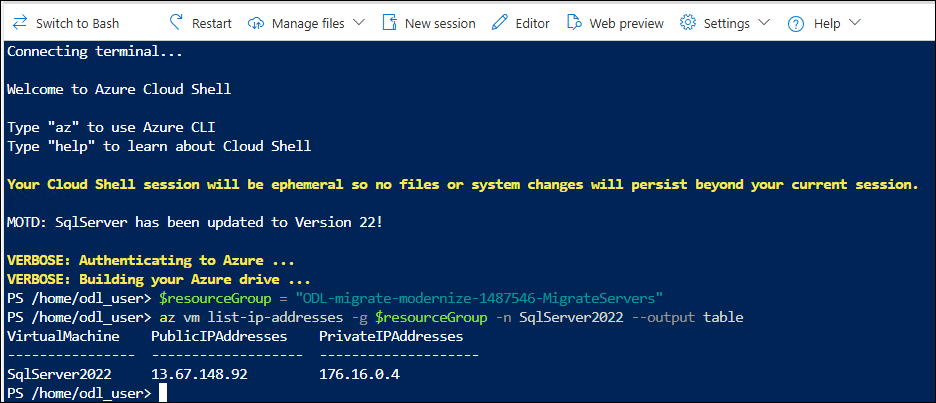 Switch to Bash Restart Manage files New session Editor Web preview Settings Help
Connecting terminal...
Welcome to Azure Cloud Shell
Type "az" to use Azure CLI
Type "help" to learn about Cloud Shell
Your Cloud Shell session will be ephemeral so no files or system changes will persist beyond your current session.
MOTD: SqlServer has been updated to Version 22!
VERBOSE: Authenticating to Azure ...
VERBOSE: Building your Azure drive ...
PS /home/odl_user> $resourceGroup = "ODL-migrate-modernize-1487546-MigrateServers"
PS /home/odl_user> az vm list-ip-addresses -g $resourceGroup -n SqlServer2022 --output table
VirtualMachine    PublicIPAddresses    PrivateIPAddresses
----------------  -------------------  --------------------
SqlServer2022     13.67.148.92         176.16.0.4
PS /home/odl_user>